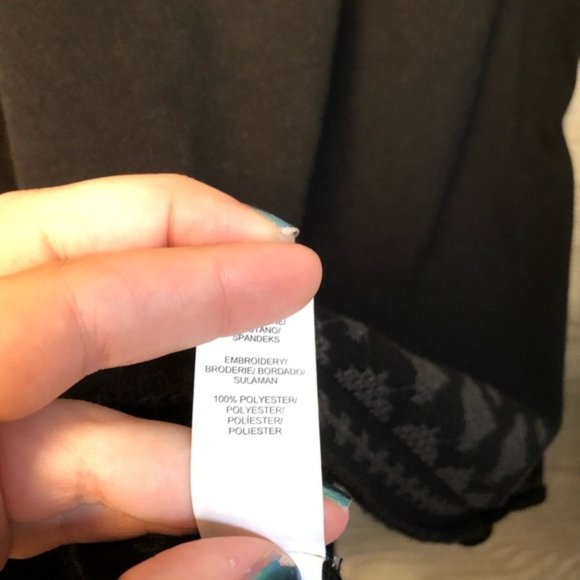 SPANDEKS
EMBROIDERY/
BRODERIE/ BORDADO/
SULAMAN
100% POLYESTER/
POLYESTER/
POLIÉSTER/
POLIESTER